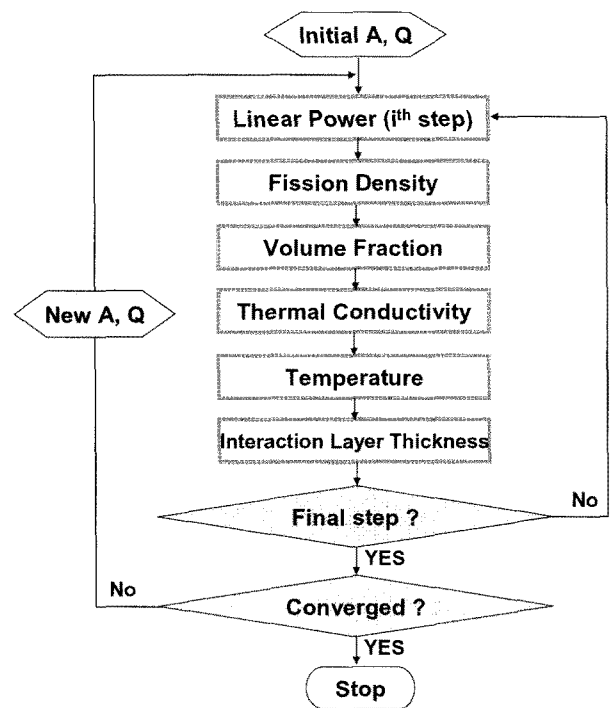 Initial A, Q
Linear Power (iᵗʰ step)
Fission Density
Volume Fraction
New A, Q
Thermal Conductivity
Temperature
Interaction Layer Thickness
No
Final step ?
YES
No
Converged ?
YES
Stop